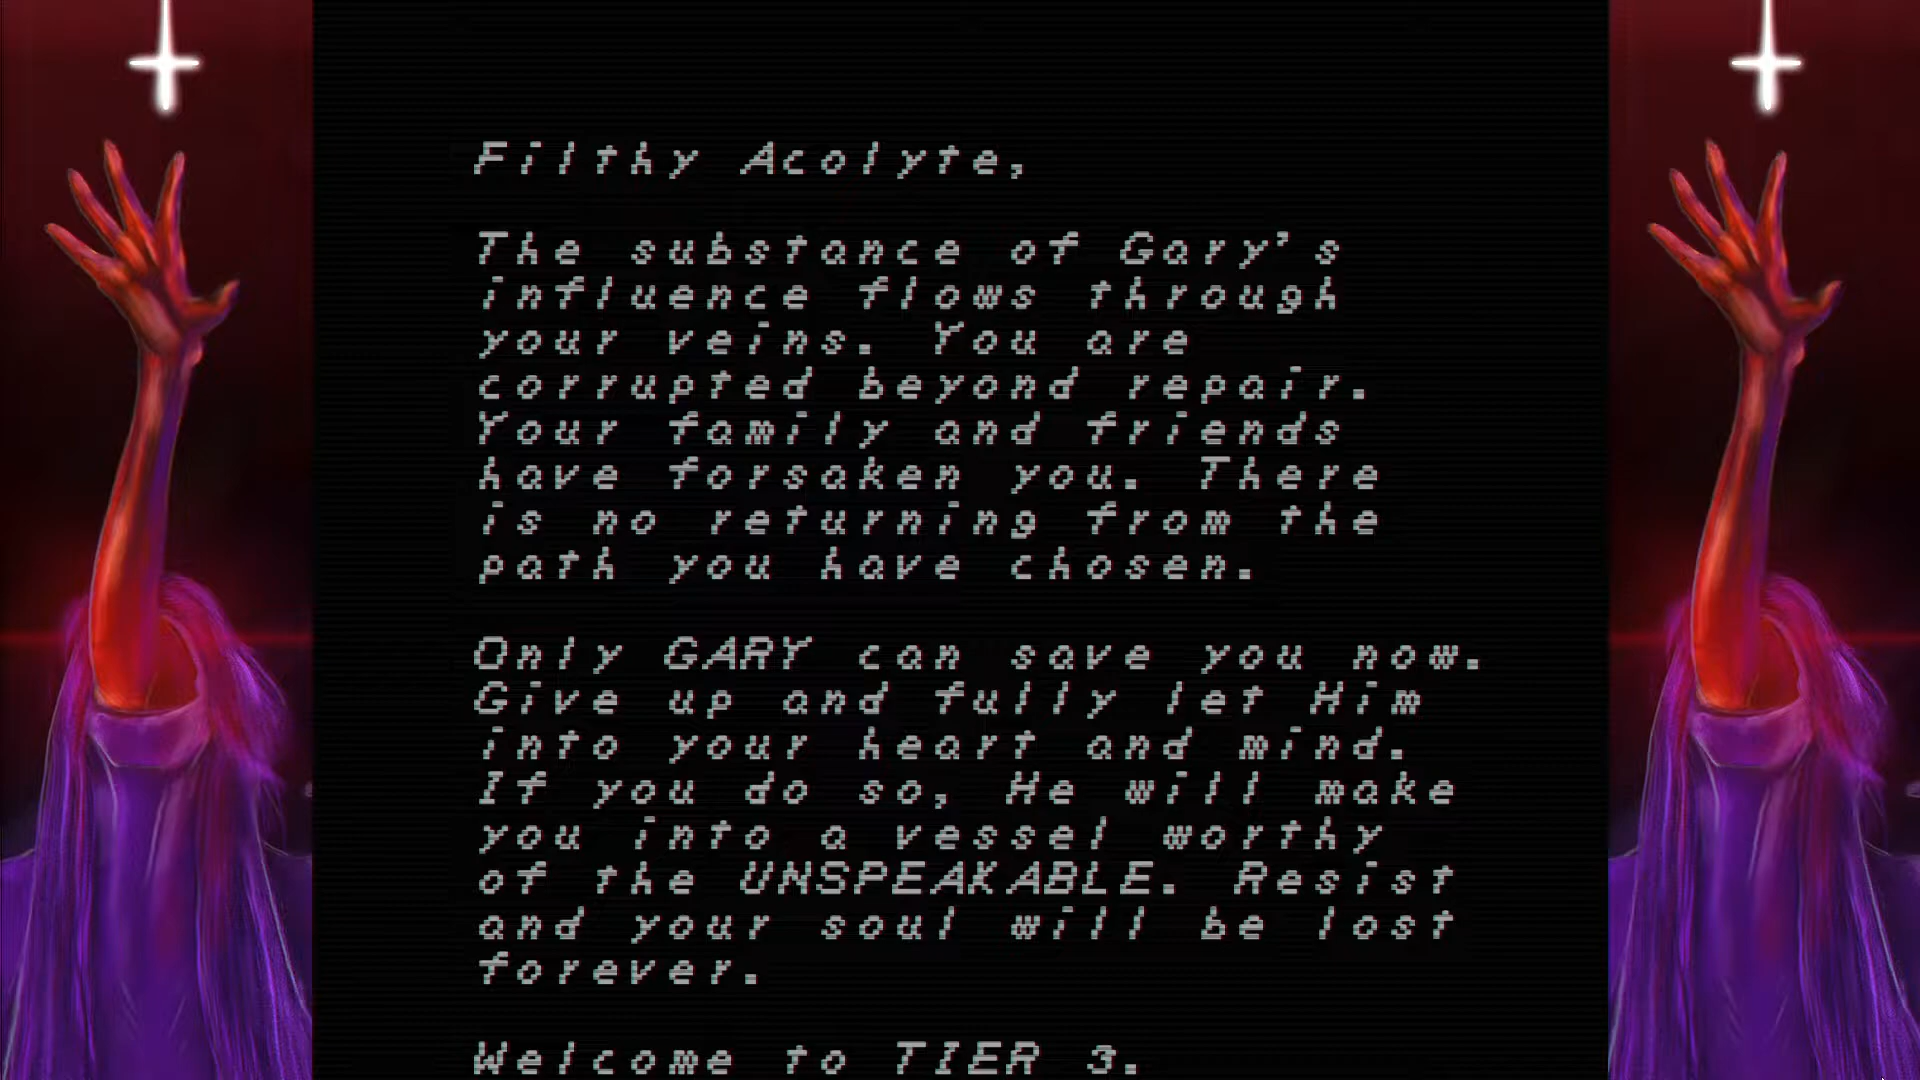 Filthy Acolyte,
The substance of Gary's
influence flows through
your veins. You are
corrupted beyond repair.
Your family and friends
have forsaken you. There
is no returning from the
path you have chosen.
Only GARY can save you now.
Give up and fully let Him
into your heart and mind.
If you do so, He will make
you into a vessel worthy
of the UNSPEAKABLE. Resist
and your soul will be lost
forever.
Welcome to TIER 3.